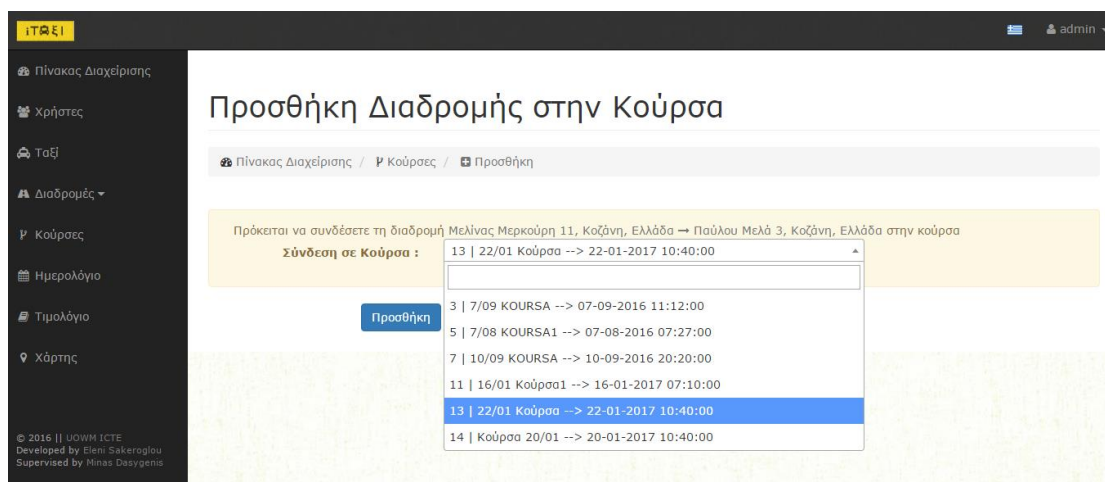 iTαξι
admin
Πίνακας Διαχείρισης
Χρήστες
Ταξί
Διαδρομές
Κούρσες
Ημερολόγιο
Τιμολόγιο
Χάρτης
© 2016 || UOWM ICTE
Developed by Eleni Sakeroglou
Supervised by Minas Dasygenis
Προσθήκη Διαδρομής στην Κούρσα
Πίνακας Διαχείρισης / Κούρσες / Προσθήκη
Πρόκειται να συνδέσετε τη διαδρομή Μελίνας Μερκούρη 11, Κοζάνη, Ελλάδα → Παύλου Μελά 3, Κοζάνη, Ελλάδα στην κούρσα
Σύνδεση σε Κούρσα : 13 | 22/01 Κούρσα --> 22-01-2017 10:40:00
3 | 7/09 KOURSA --> 07-09-2016 11:12:00
Προσθήκη
5 | 7/08 KOURSA1 --> 07-08-2016 07:27:00
7 | 10/09 KOURSA --> 10-09-2016 20:20:00
11 | 16/01 Κούρσα1 --> 16-01-2017 07:10:00
13 | 22/01 Κούρσα --> 22-01-2017 10:40:00
14 | Κούρσα 20/01 --> 20-01-2017 10:40:00